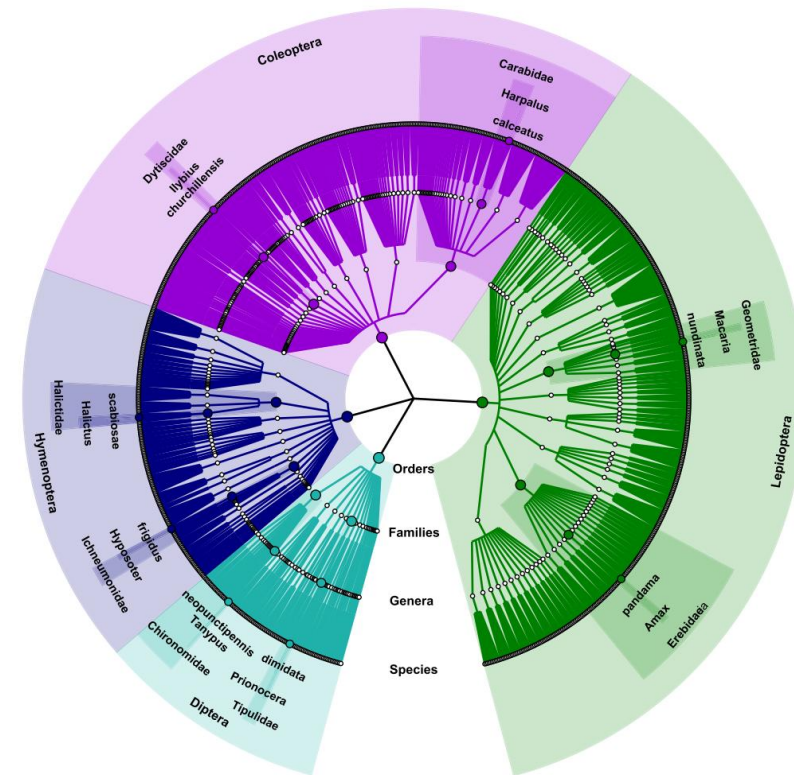 Coleoptera
Carabidae
Harpalus
calceatus
Dytiscidae
Ilybius
churchillensis
Geometridae
Macaria
nundinata
Lepidoptera
scabiosae
Halictus
Halictidae
Hymenoptera
frigidus
Hyposoter
Ichneumonidae
Orders
Families
Genera
Species
pandama
Amax
Erebidaea
neopunctipennis
Tanypus
Chironomidae
dimidata
Prionocera
Tipulidae
Diptera